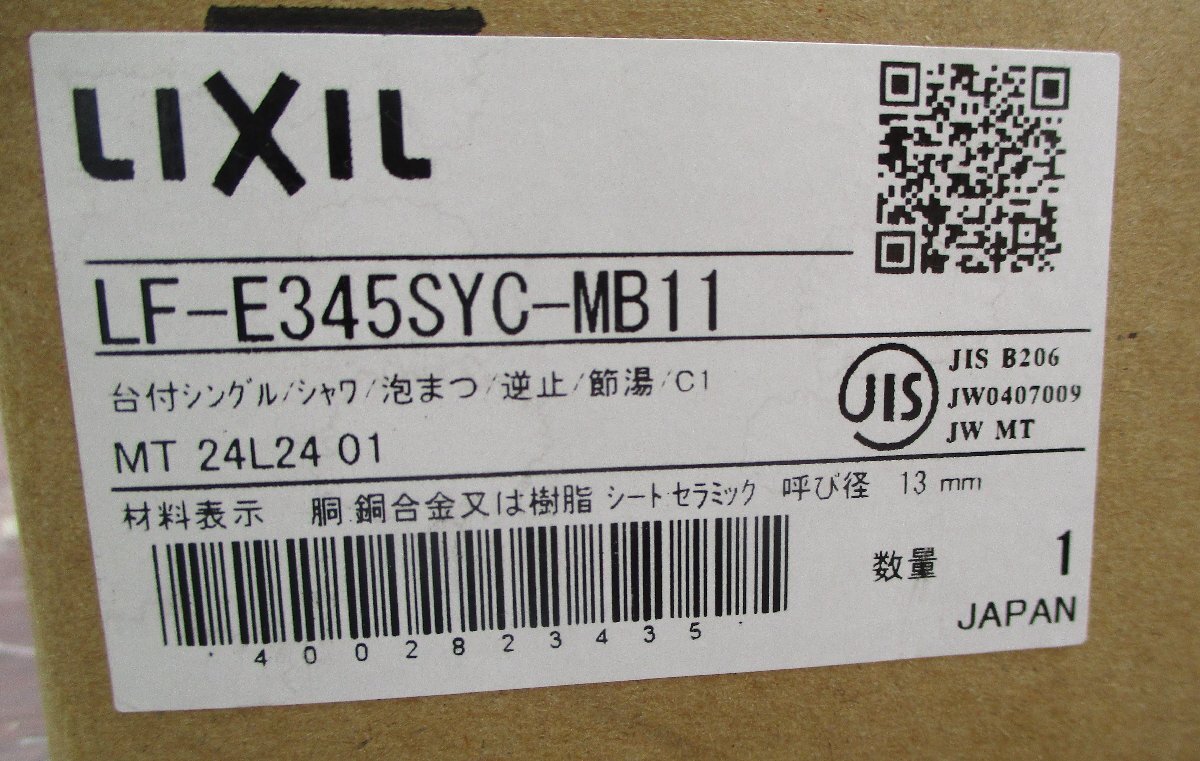 LIXIL
LF-E345SYC-MB11
台付シングル/シャワ/泡まつ/逆止/節湯/C1
MT 24L24 01
JIS
JIS B206
JW0407009
JW MT
材料表示 胴 銅合金又は樹脂 シート セラミック 呼び径 13 mm
4002823435
数量 1
JAPAN